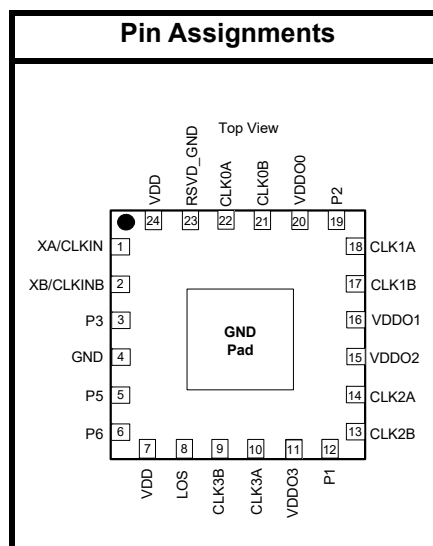 Pin Assignments
Top View
VDD
RSVD_GND
CLK0A
CLK0B
VDDO0
P2
24
23
22
21
20
19
XA/CLKIN 1
XB/CLKINB 2
P3 3
GND 4
P5 5
P6 6
18 CLK1A
17 CLK1B
16 VDDO1
15 VDDO2
14 CLK2A
13 CLK2B
GND
Pad
7
8
9
10
11
12
VDD
LOS
CLK3B
CLK3A
VDDO3
P1